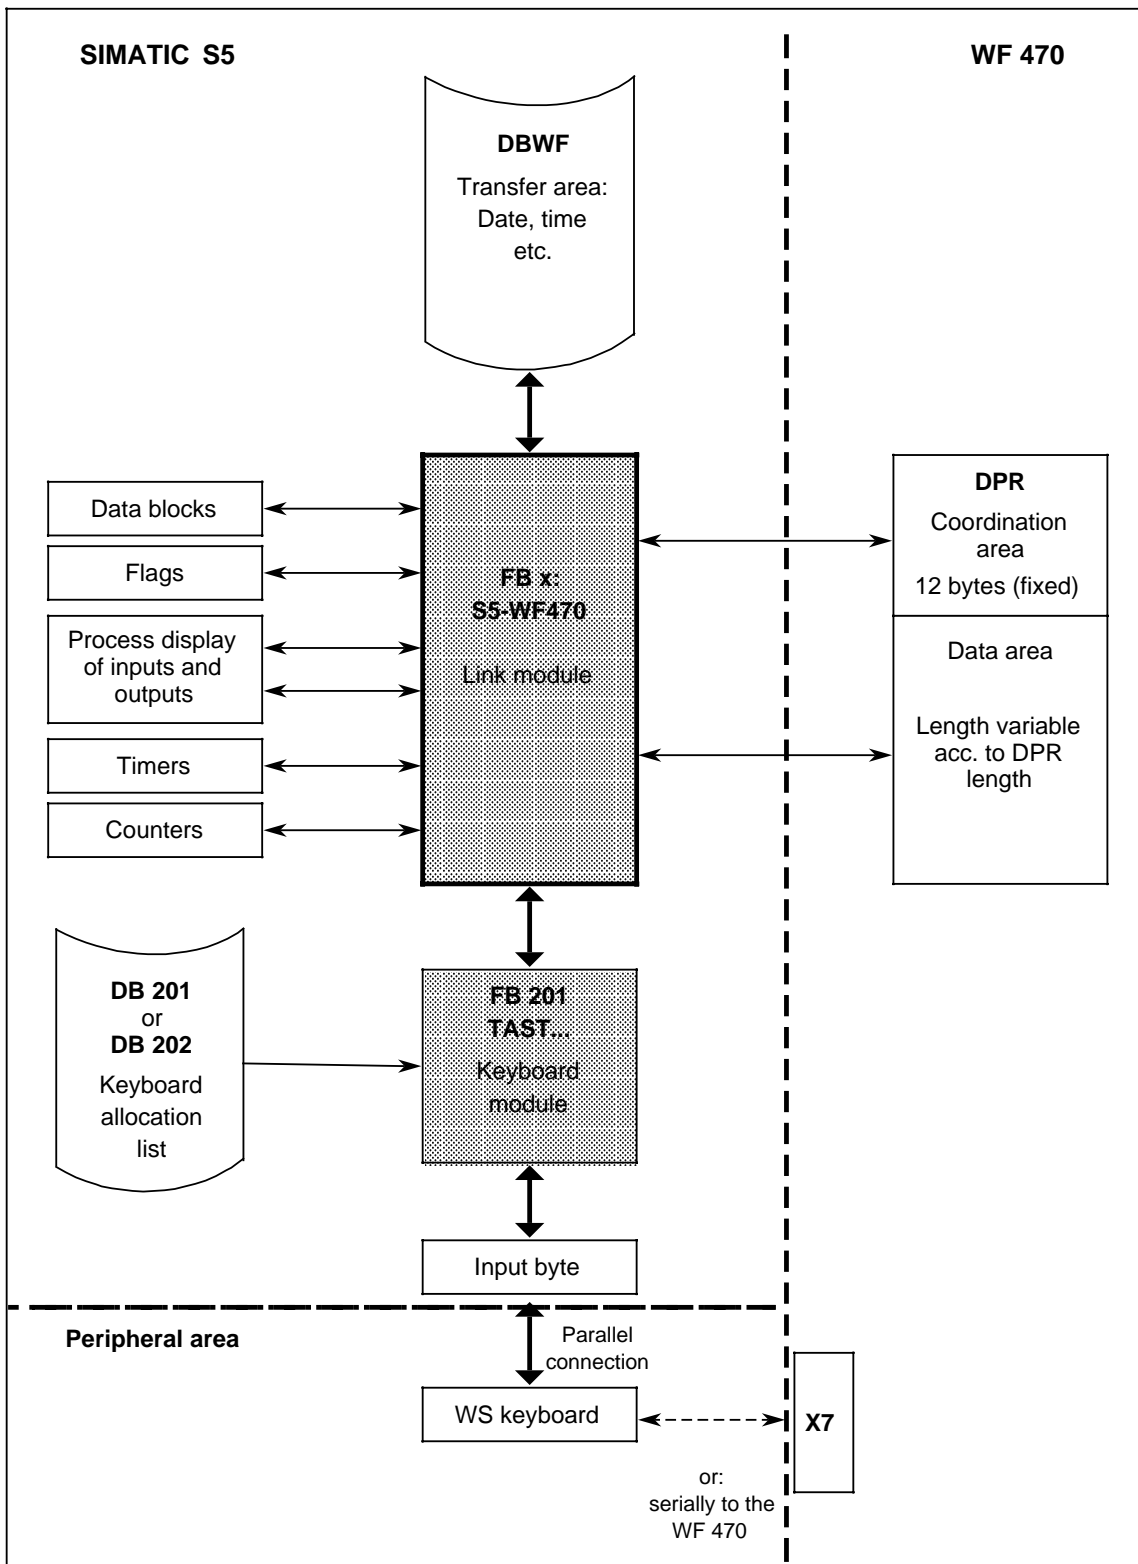 SIMATIC S5
WF 470
DBWF
Transfer area:
Date, time
etc.
Data blocks
Flags
Process display
of inputs and
outputs
Timers
Counters
FB x:
S5-WF470
Link module
DPR
Coordination
area
12 bytes (fixed)
Data area
Length variable
acc. to DPR
length
DB 201
or
DB 202
Keyboard
allocation
list
FB 201
TAST...
Keyboard
module
Input byte
Peripheral area
Parallel
connection
WS keyboard
X7
or:
serially to the
WF 470